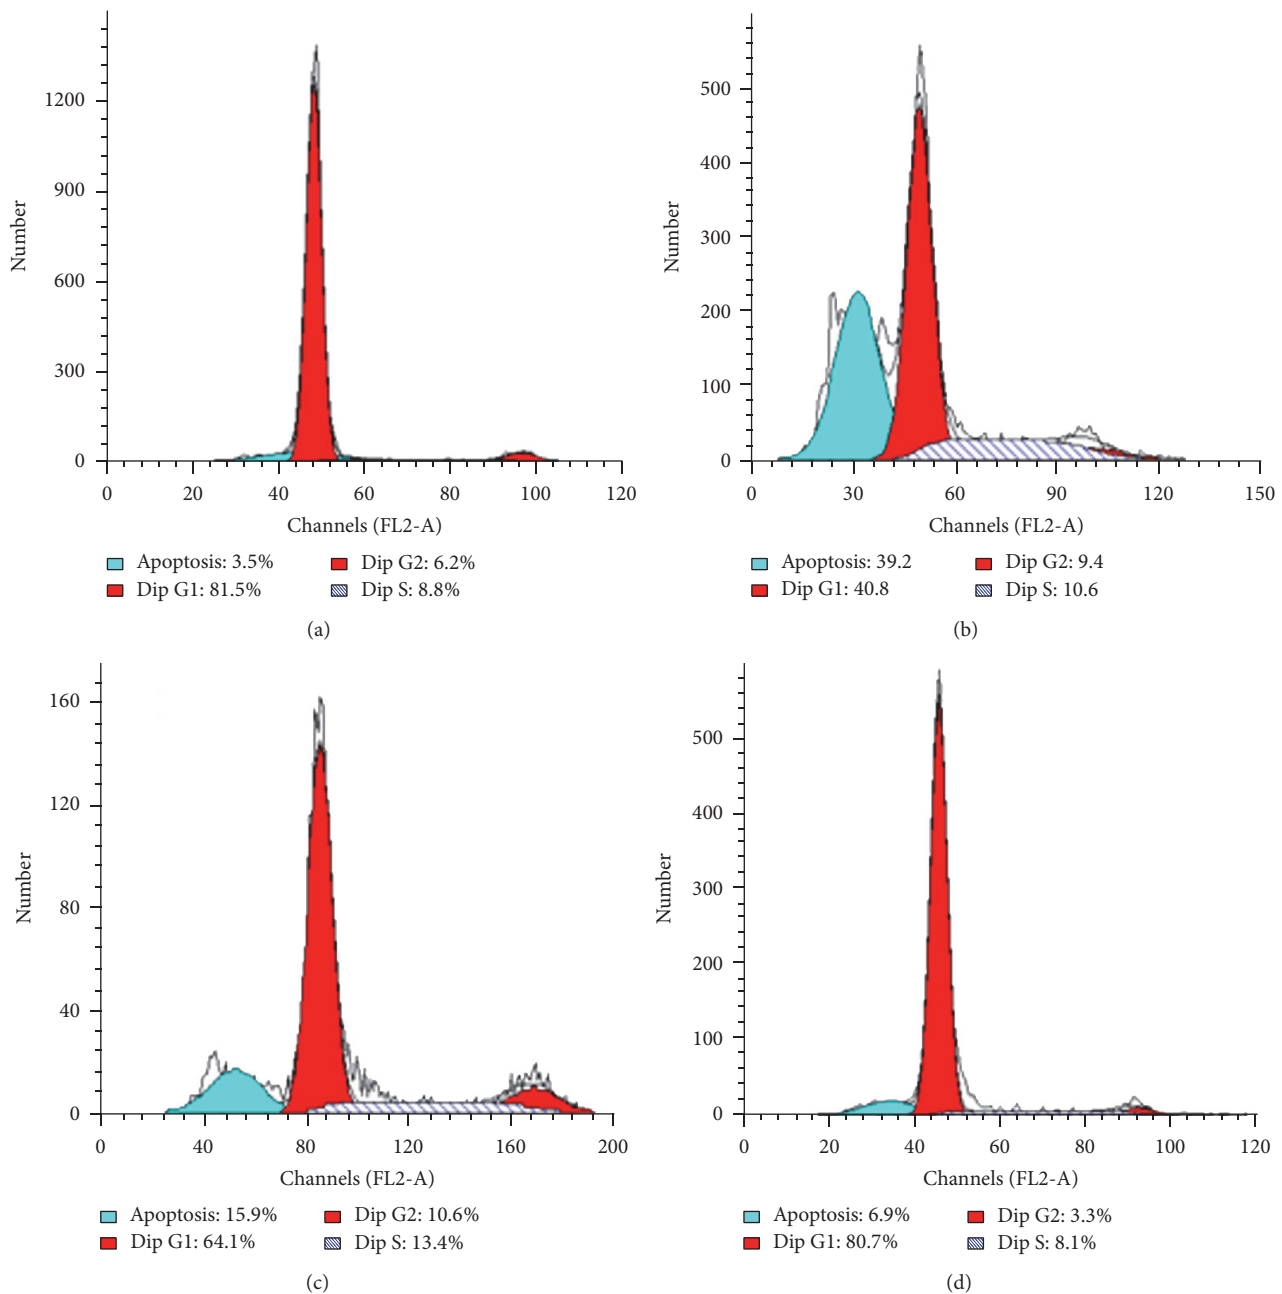 1200
900
600
300
0
Number
0 20 40 60 80 100 120
Channels (FL2-A)
Apoptosis: 3.5%
Dip G2: 6.2%
Dip G1: 81.5%
Dip S: 8.8%
(a)
500
400
300
200
100
0
Number
0 30 60 90 120 150
Channels (FL2-A)
Apoptosis: 39.2
Dip G2: 9.4
Dip G1: 40.8
Dip S: 10.6
(b)
160
120
80
40
0
Number
0 40 80 120 160 200
Channels (FL2-A)
Apoptosis: 15.9%
Dip G2: 10.6%
Dip G1: 64.1%
Dip S: 13.4%
(c)
500
400
300
200
100
0
Number
0 20 40 60 80 100 120
Channels (FL2-A)
Apoptosis: 6.9%
Dip G2: 3.3%
Dip G1: 80.7%
Dip S: 8.1%
(d)